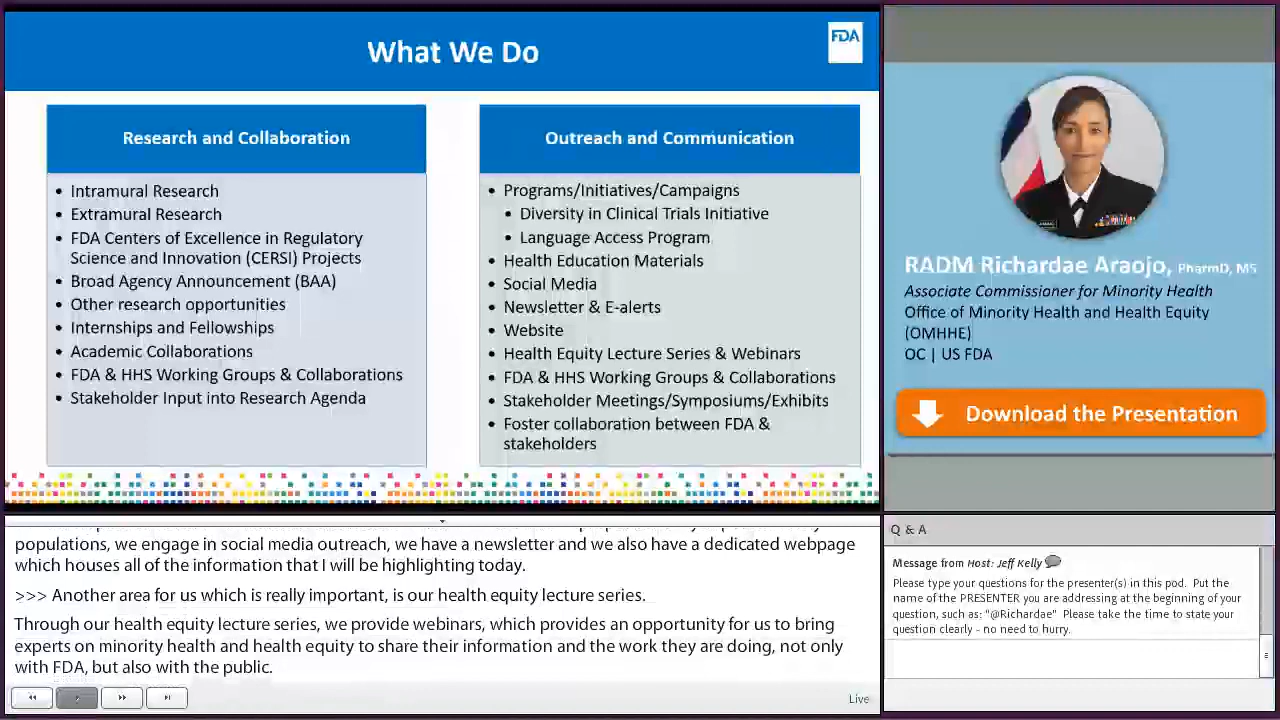 What We Do
FDA
Research and Collaboration
• Intramural Research
• Extramural Research
• FDA Centers of Excellence in Regulatory
Science and Innovation (CERSI) Projects
• Broad Agency Announcement (BAA)
• Other research opportunities
• Internships and Fellowships
• Academic Collaborations
• FDA & HHS Working Groups & Collaborations
• Stakeholder Input into Research Agenda
Outreach and Communication
• Programs/Initiatives/Campaigns
• Diversity in Clinical Trials Initiative
• Language Access Program
• Health Education Materials
• Social Media
• Newsletter & E-alerts
• Website
• Health Equity Lecture Series & Webinars
• FDA & HHS Working Groups & Collaborations
• Stakeholder Meetings/Symposiums/Exhibits
• Foster collaboration between FDA &
stakeholders
RADM Richardae Araojo, PharmD, MS
Associate Commissioner for Minority Health
Office of Minority Health and Health Equity
(OMHHE)
OC | US FDA
Download the Presentation
populations, we engage in social media outreach, we have a newsletter and we also have a dedicated webpage
which houses all of the information that I will be highlighting today.
>>> Another area for us which is really important, is our health equity lecture series.
Through our health equity lecture series, we provide webinars, which provides an opportunity for us to bring
experts on minority health and health equity to share their information and the work they are doing, not only
with FDA, but also with the public.
Live
Q & A
Message from Host: Jeff Kelly
Please type your questions for the presenter(s) in this pod. Put the
name of the PRESENTER you are addressing at the beginning of your
question, such as: "@Richardae" Please take the time to state your
question clearly - no need to hurry.